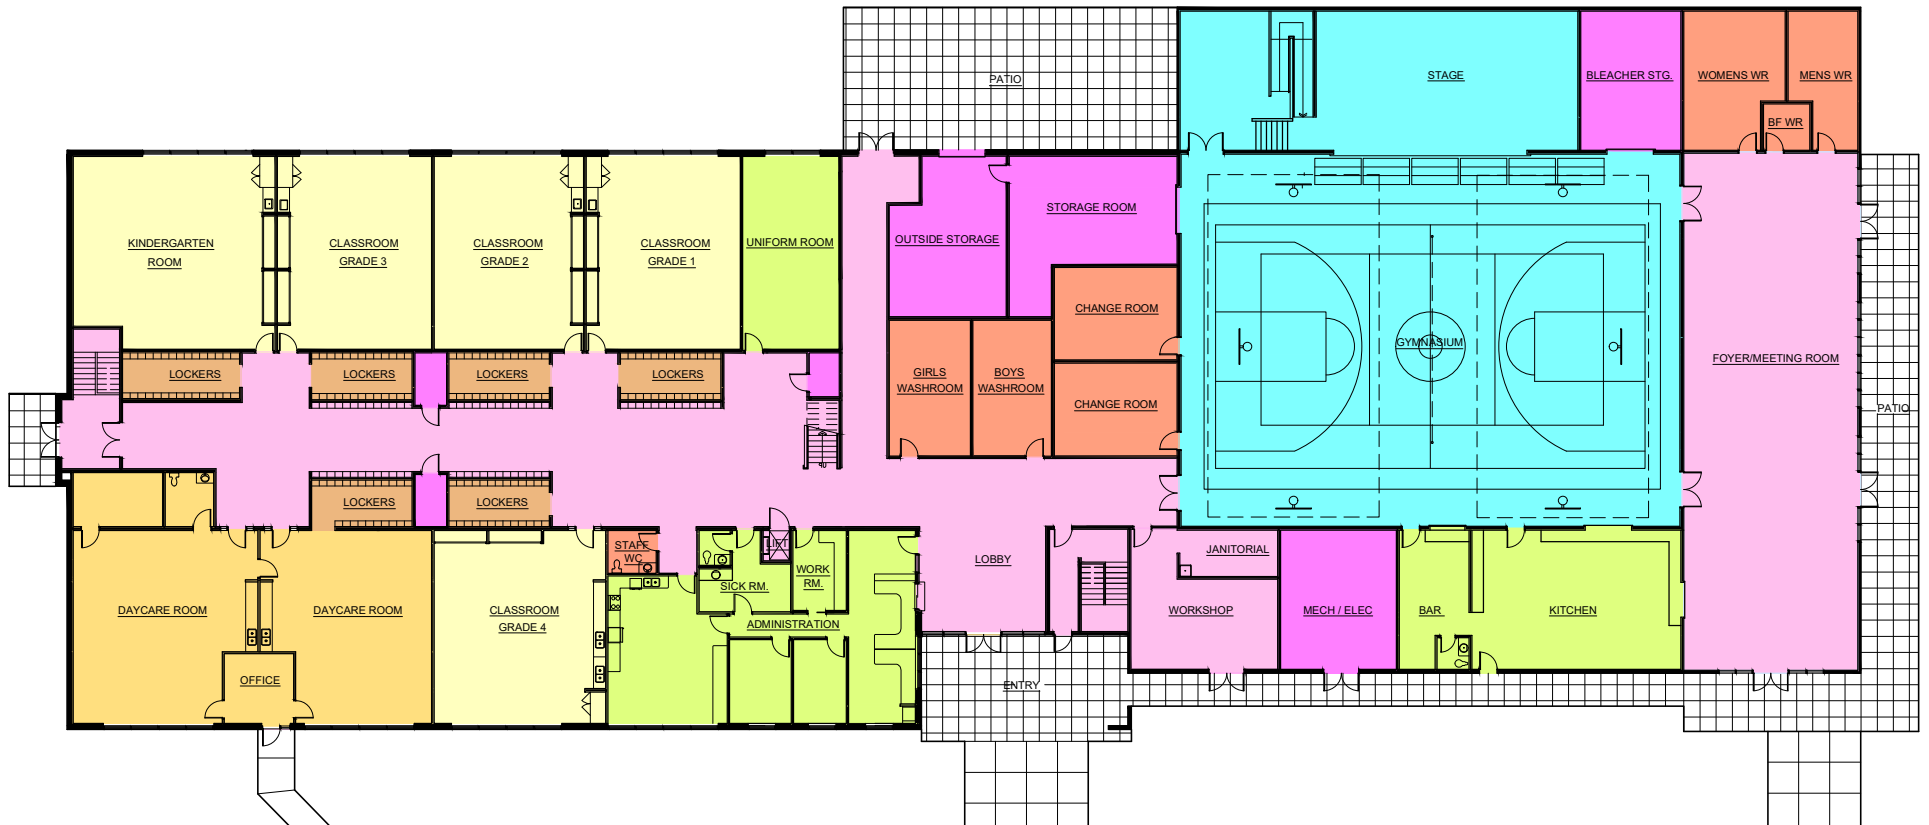 PATIO
STAGE
BLEACHER STG.
WOMENS WR
MENS WR
BF WR
KINDERGARTEN
ROOM
CLASSROOM
GRADE 3
CLASSROOM
GRADE 2
CLASSROOM
GRADE 1
UNIFORM ROOM
OUTSIDE STORAGE
STORAGE ROOM
CHANGE ROOM
GYMNASIUM
FOYER/MEETING ROOM
LOCKERS
LOCKERS
LOCKERS
LOCKERS
GIRLS
WASHROOM
BOYS
WASHROOM
CHANGE ROOM
PATIO
LOCKERS
LOCKERS
STAFF
WC
LIFT
SICK RM.
WORK
RM.
LOBBY
JANITORIAL
DAYCARE ROOM
DAYCARE ROOM
CLASSROOM
GRADE 4
ADMINISTRATION
WORKSHOP
MECH / ELEC
BAR
KITCHEN
OFFICE
ENTRY